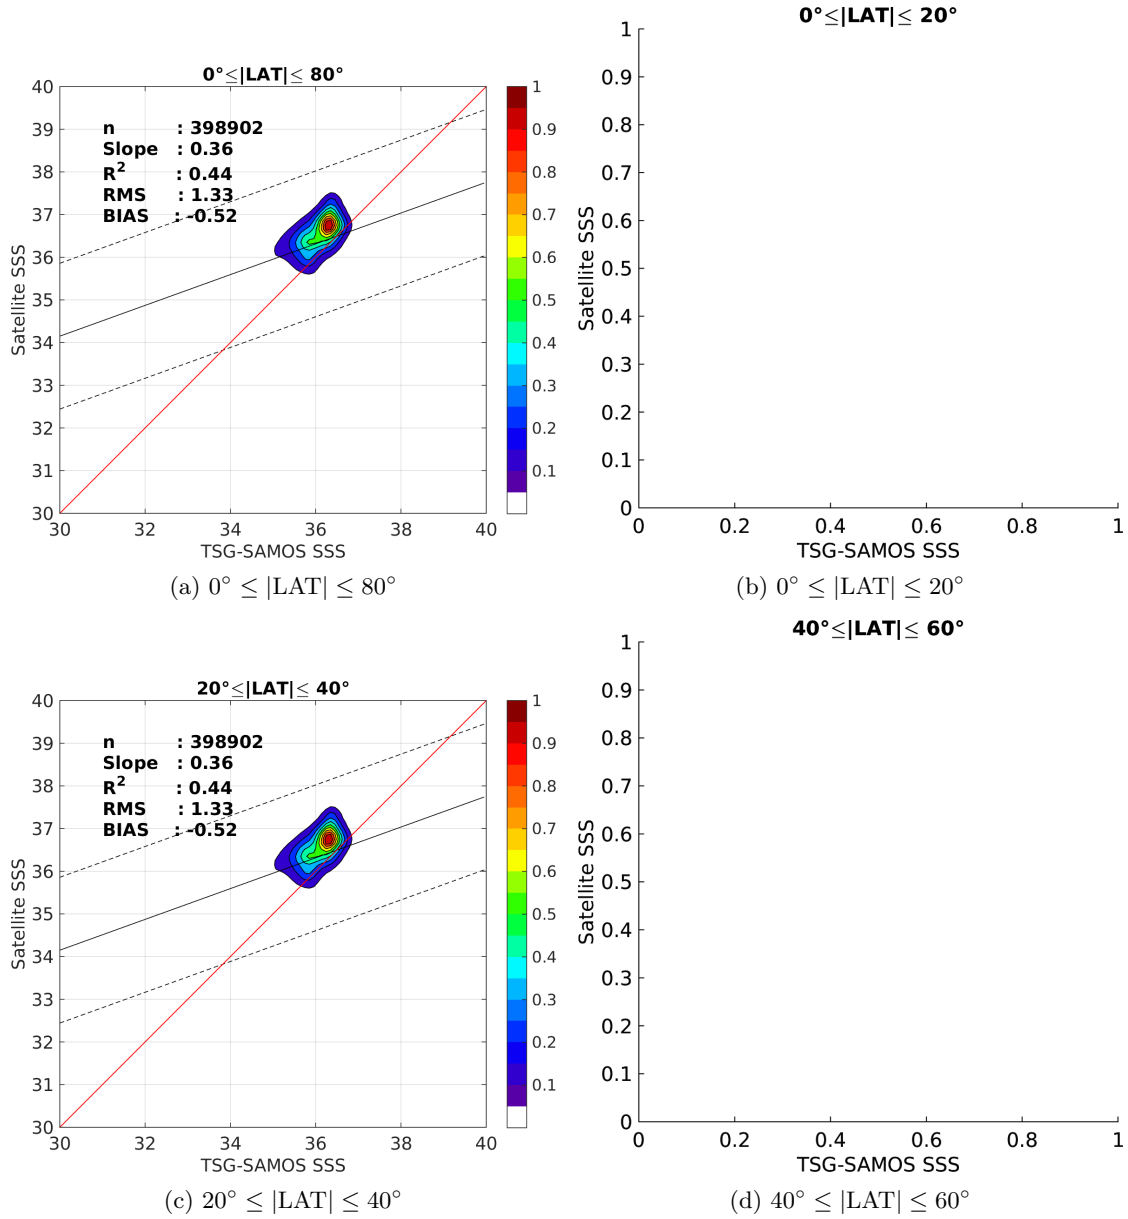 0°≤|LAT|≤ 80°
n : 398902
Slope : 0.36
R² : 0.44
RMS : 1.33
BIAS : -0.52
40
39
38
37
36
35
34
33
32
31
30
30 32 34 36 38 40
Satellite SSS
TSG-SAMOS SSS
1
0.9
0.8
0.7
0.6
0.5
0.4
0.3
0.2
0.1
(a) 0° ≤ |LAT| ≤ 80°
0°≤|LAT|≤ 20°
1
0.9
0.8
0.7
0.6
0.5
0.4
0.3
0.2
0.1
0
0 0.2 0.4 0.6 0.8 1
Satellite SSS
TSG-SAMOS SSS
(b) 0° ≤ |LAT| ≤ 20°
20°≤|LAT|≤ 40°
n : 398902
Slope : 0.36
R² : 0.44
RMS : 1.33
BIAS : -0.52
40
39
38
37
36
35
34
33
32
31
30
30 32 34 36 38 40
Satellite SSS
TSG-SAMOS SSS
1
0.9
0.8
0.7
0.6
0.5
0.4
0.3
0.2
0.1
(c) 20° ≤ |LAT| ≤ 40°
40°≤|LAT|≤ 60°
1
0.9
0.8
0.7
0.6
0.5
0.4
0.3
0.2
0.1
0
0 0.2 0.4 0.6 0.8 1
Satellite SSS
TSG-SAMOS SSS
(d) 40° ≤ |LAT| ≤ 60°